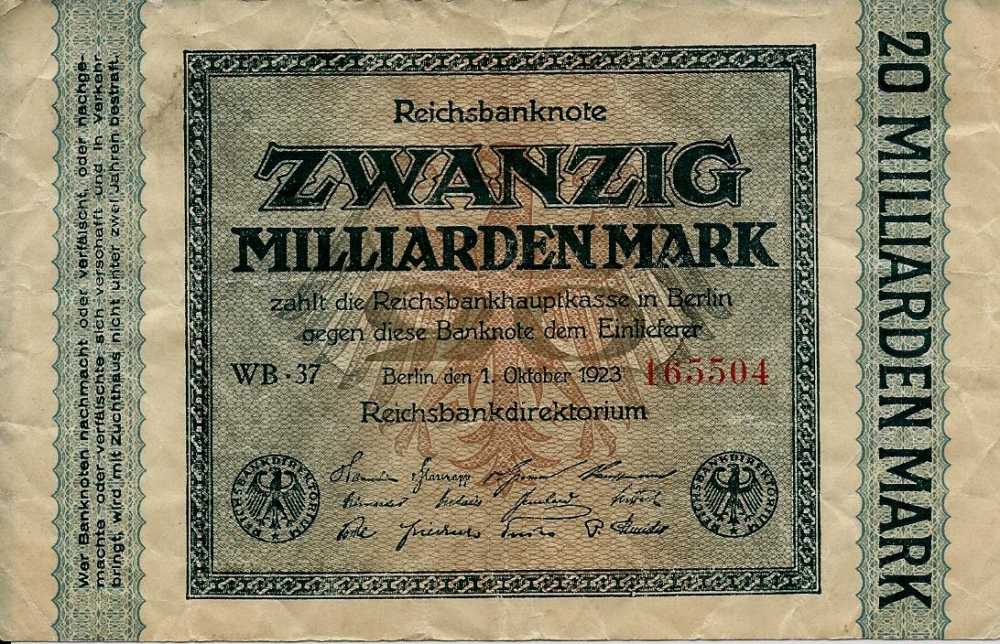 Wer Banknoten nachmacht oder verfälscht, oder nachge-
machte oder verfälschte sich verschafft und in Verkehr
bringt, wird mit Zuchthaus nicht unter zwei Jahren bestraft.
Reichsbanknote
ZWANZIG
MILLIARDEN MARK
zahlt die Reichsbankhauptkasse in Berlin
gegen diese Banknote dem Einlieferer
WB·37 Berlin, den 1. Oktober 1923 165504
Reichsbankdirektorium
REICHSBANKDIREKTORIUM
REICHSBANKDIREKTORIUM
20 MILLIARDEN MARK